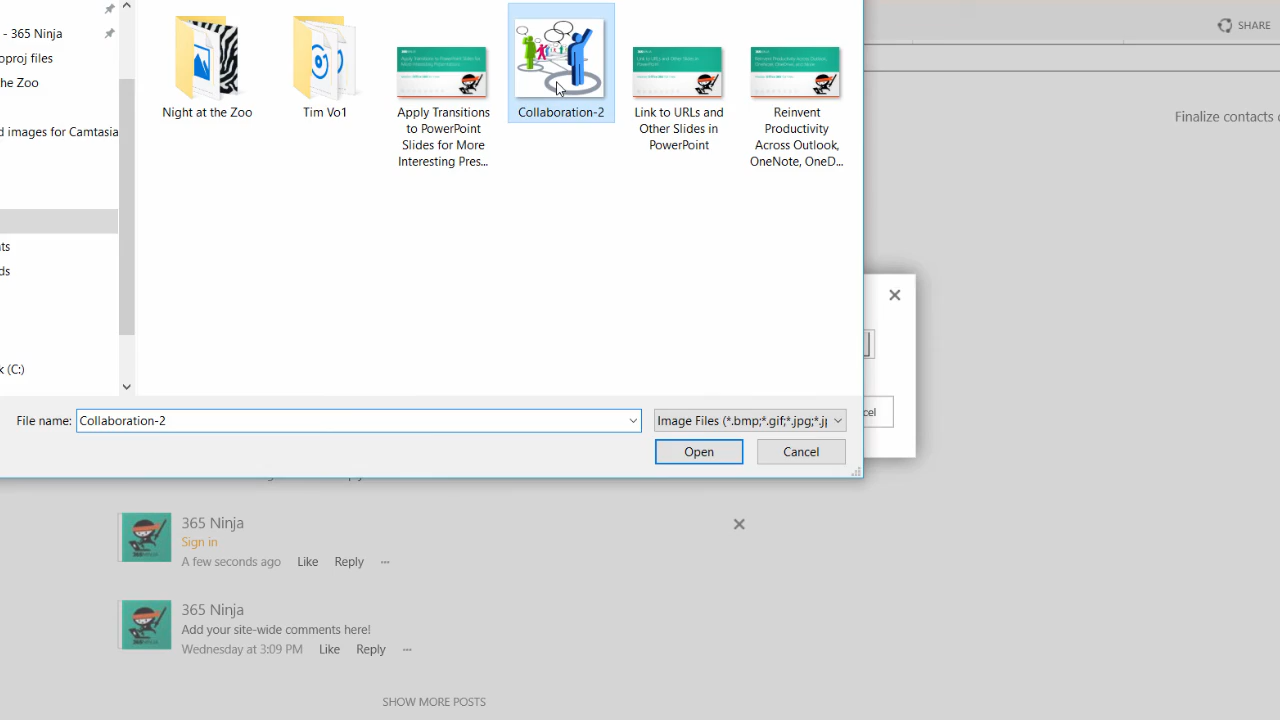 - 365 Ninja
oproj files
he Zoo
d images for Camtasia
nts
ds
k (C:)
Night at the Zoo
Tim Vo1
Apply Transitions
to PowerPoint
Slides for More
Interesting Pres...
Collaboration-2
Link to URLs and
Other Slides in
PowerPoint
Reinvent
Productivity
Across Outlook,
OneNote, OneD...
File name:
Collaboration-2
Image Files (*.bmp;*.gif;*.jpg;*.jp
Open
Cancel
SHARE
Finalize contacts
cel
365 Ninja
Sign in
A few seconds ago Like Reply ...
365 Ninja
Add your site-wide comments here!
Wednesday at 3:09 PM Like Reply ...
SHOW MORE POSTS